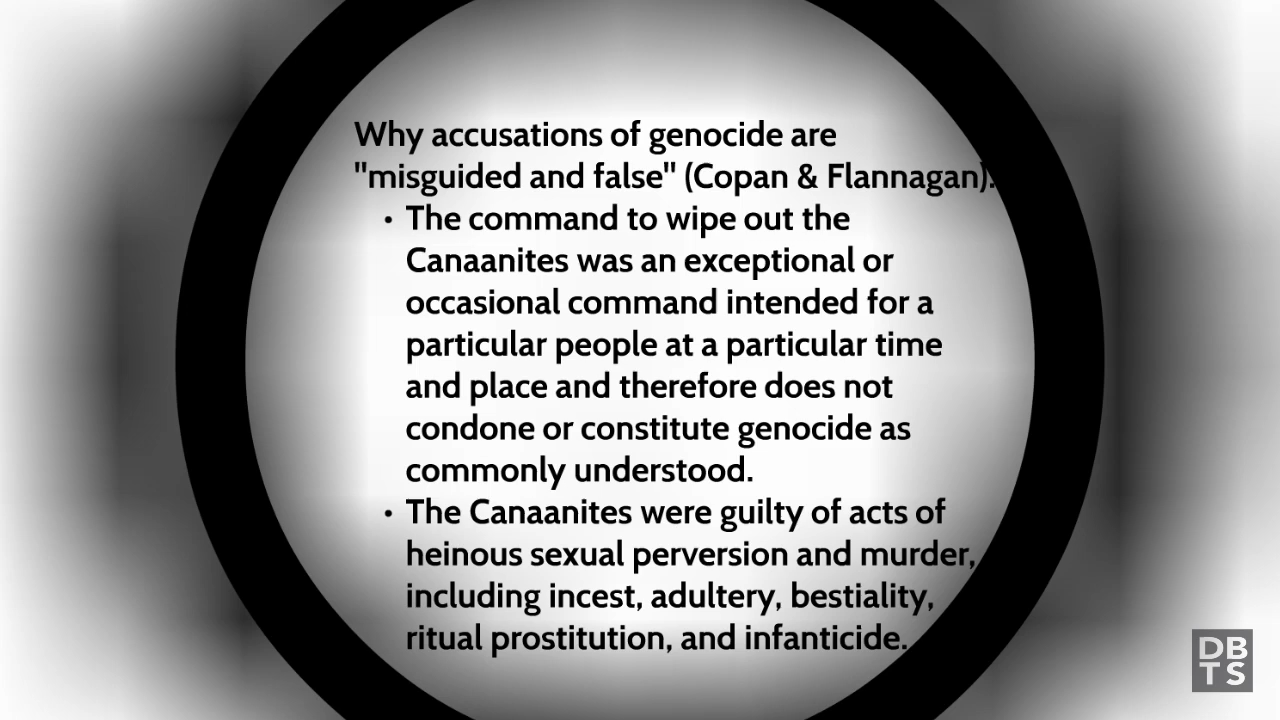 Why accusations of genocide are
"misguided and false" (Copan & Flannagan).
• The command to wipe out the
Canaanites was an exceptional or
occasional command intended for a
particular people at a particular time
and place and therefore does not
condone or constitute genocide as
commonly understood.
• The Canaanites were guilty of acts of
heinous sexual perversion and murder,
including incest, adultery, bestiality,
ritual prostitution, and infanticide.
DB
TS